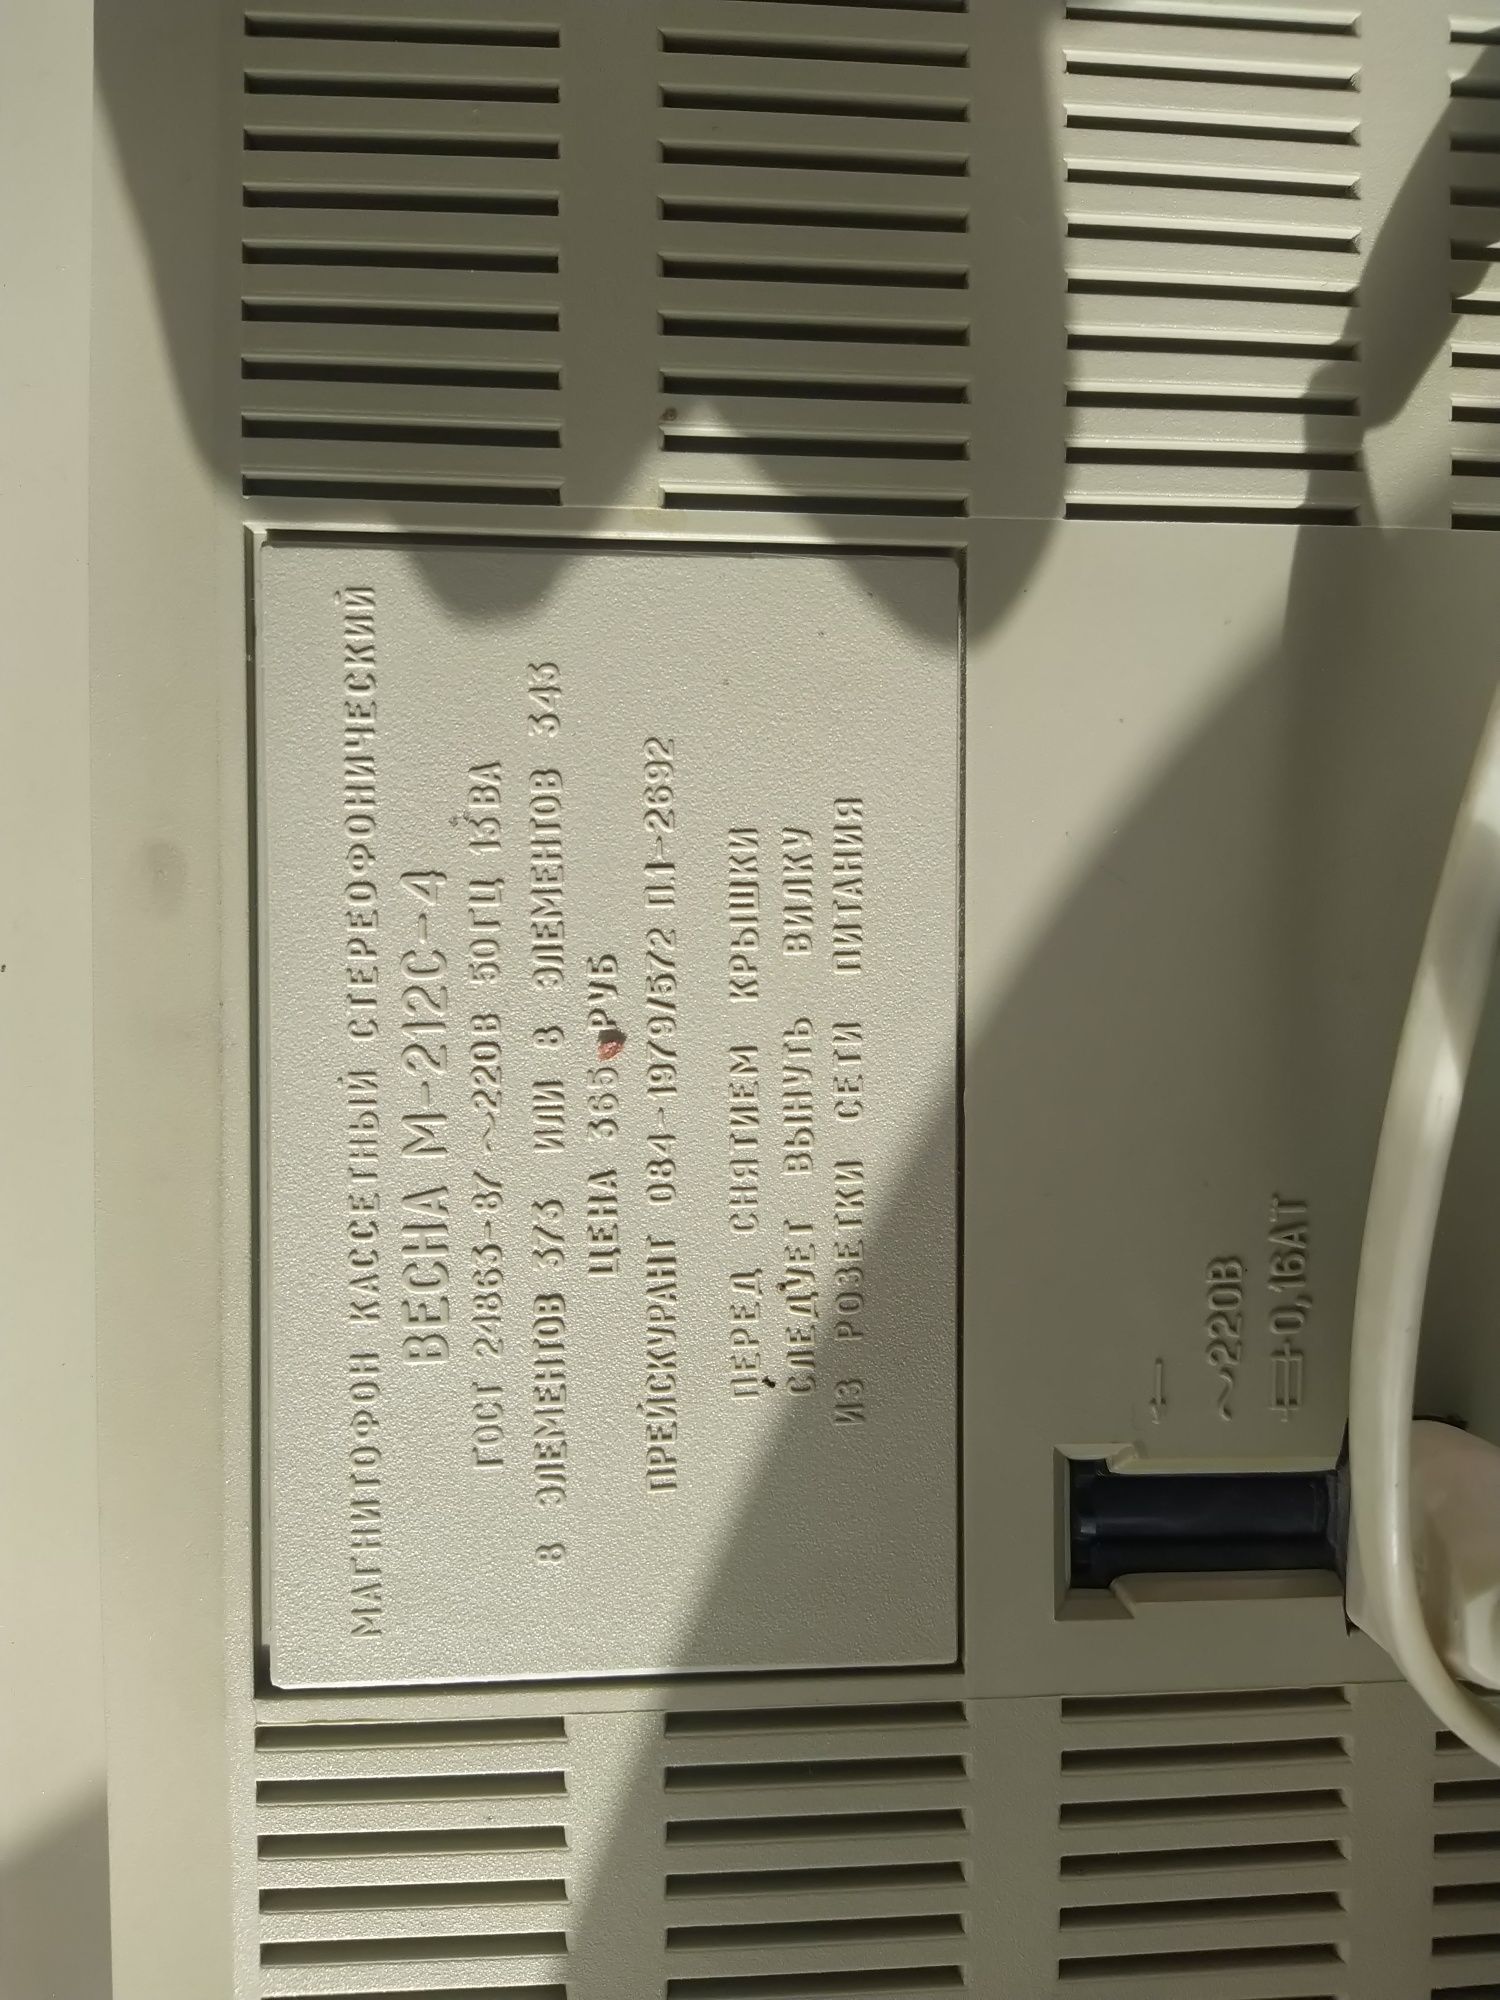 МАГНИТОФОН КАССЕТНЫЙ СТЕРЕОФОНИЧЕСКИЙ
ВЕСНА М-212С-4
ГОСТ 24863-87 ~220В 50ГЦ 13ВА
8 ЭЛЕМЕНТОВ 373 ИЛИ 8 ЭЛЕМЕНТОВ 343
ЦЕНА 365 РУБ
ПРЕЙСКУРАНТ 084-1979/572 П.1-2692
ПЕРЕД СНЯТИЕМ КРЫШКИ
СЛЕДУЕТ ВЫНУТЬ ВИЛКУ
ИЗ РОЗЕТКИ СЕТИ ПИТАНИЯ
~220В
0,16АТ